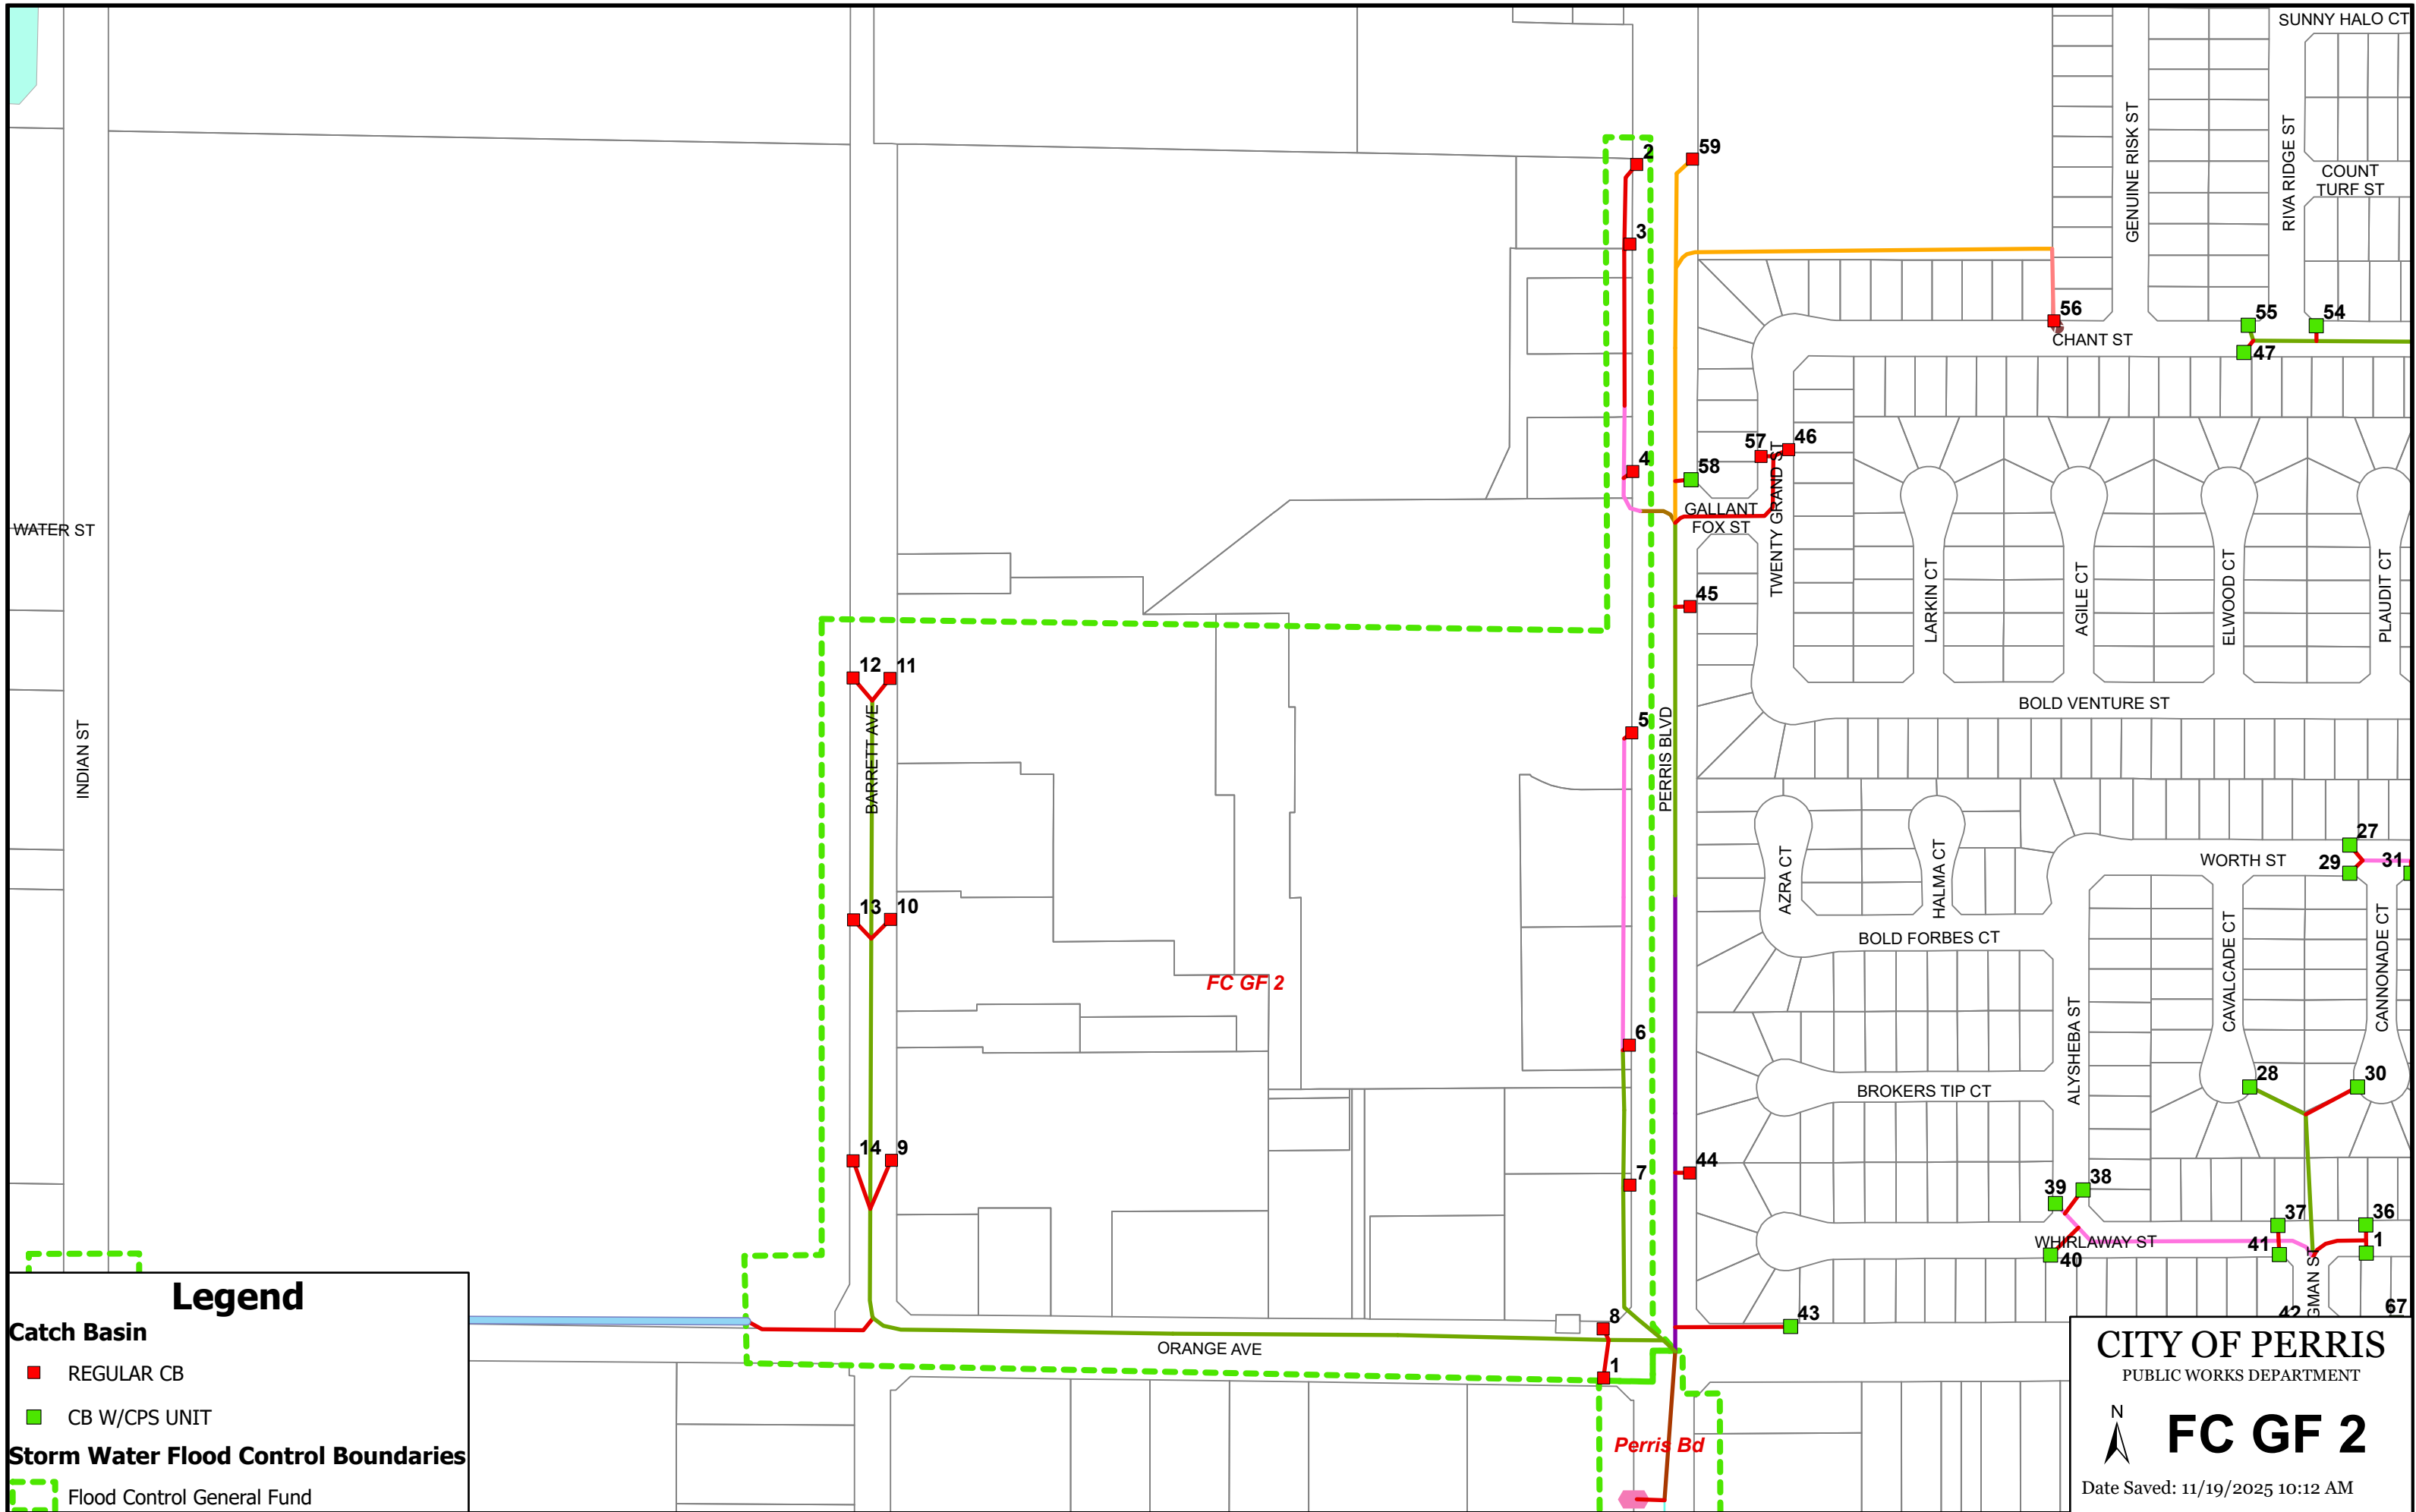 SUNNY HALO CT
GENUINE RISK ST
RIVA RIDGE ST
COUNT
TURF ST
2
59
3
56
CHANT ST
55
54
47
57
46
4
58
GALLANT
FOX ST
TWENTY GRAND ST
WATER ST
LARKIN CT
AGILE CT
ELWOOD CT
PLAUDIT CT
45
12
11
BARRETT AVE
INDIAN ST
5
PERRIS BLVD
BOLD VENTURE ST
27
WORTH ST
29
31
AZRA CT
HALMA CT
13
10
BOLD FORBES CT
CAVALCADE CT
CANNONADE CT
FC GF 2
ALYSHEBA ST
6
28
30
BROKERS TIP CT
14
9
7
44
39
38
37
36
WHIRLAWAY ST
41
1
40
GMAN ST
42
67
8
43
ORANGE AVE
1
Perris Bd
Legend
Catch Basin
REGULAR CB
CB W/CPS UNIT
Storm Water Flood Control Boundaries
Flood Control General Fund
CITY OF PERRIS
PUBLIC WORKS DEPARTMENT
N
FC GF 2
Date Saved: 11/19/2025 10:12 AM